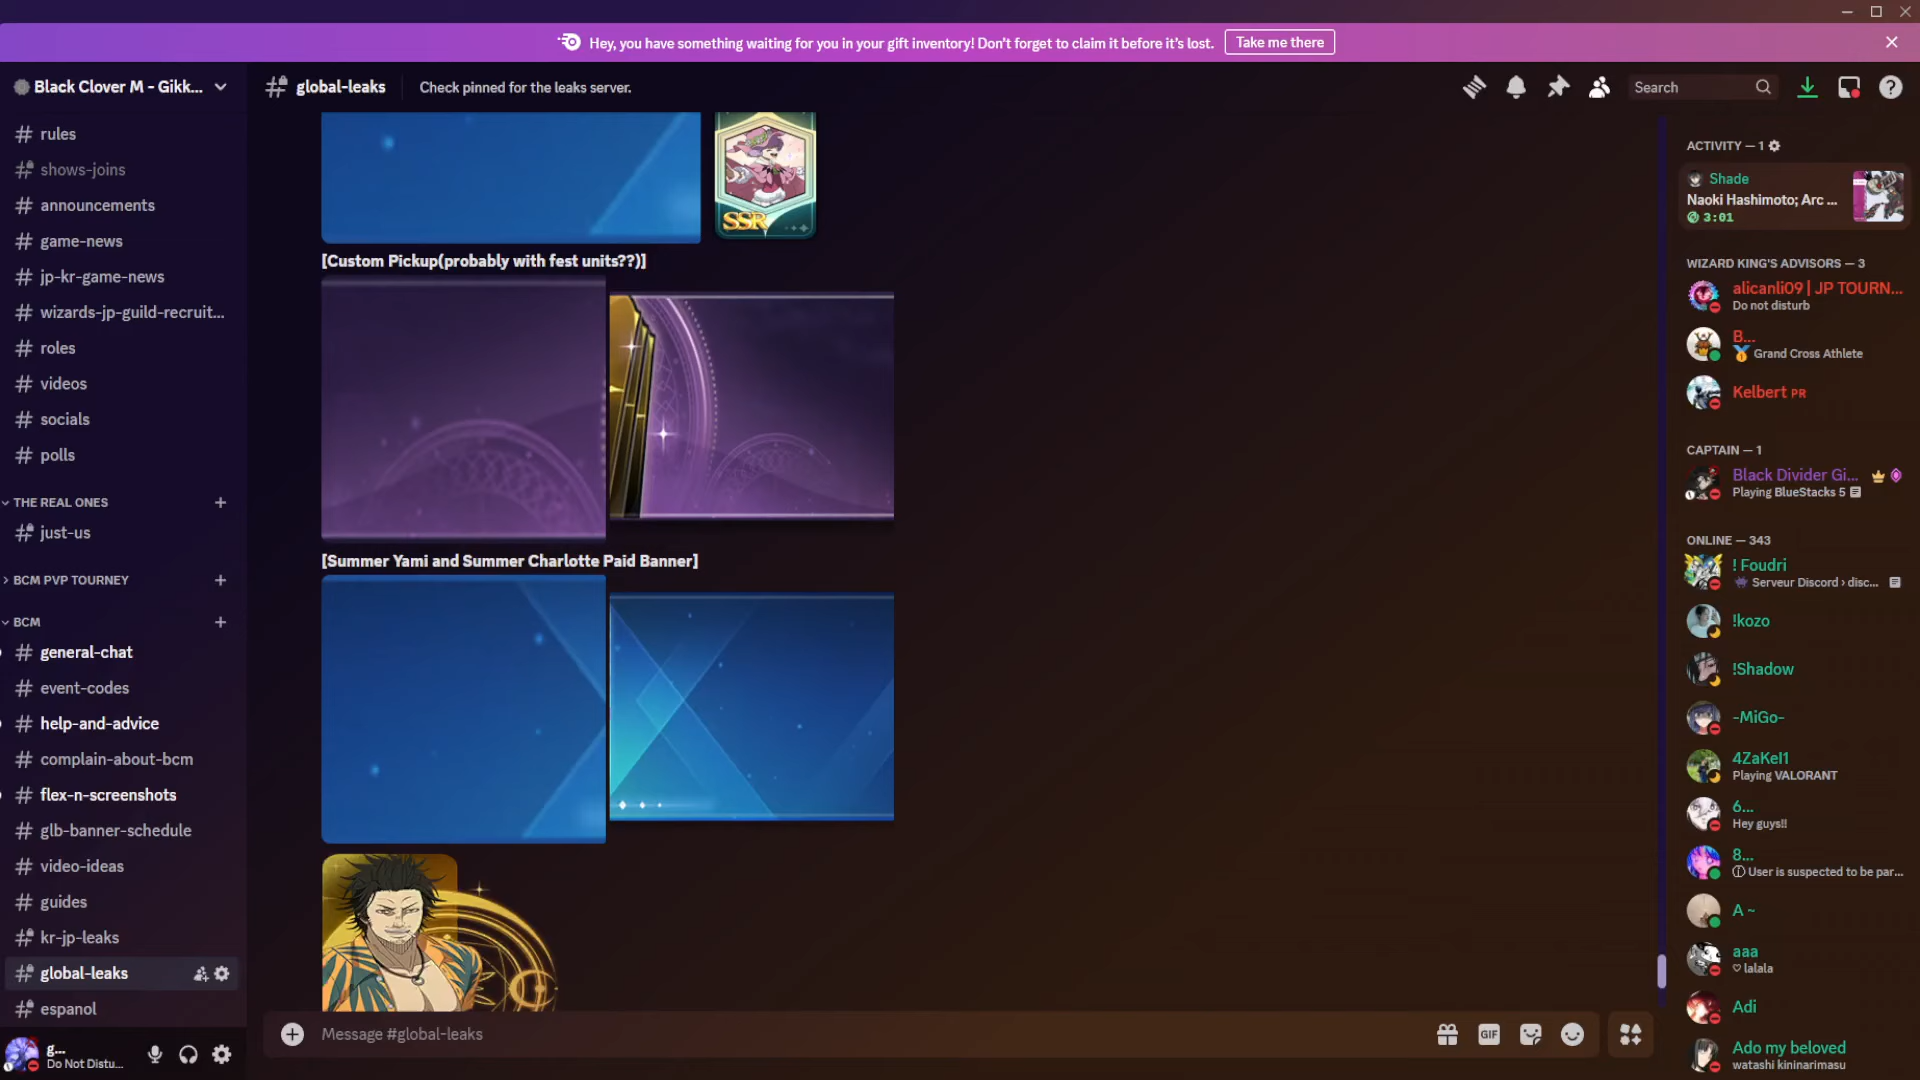 Hey, you have something waiting for you in your gift inventory! Don't forget to claim it before it's lost.
Take me there
Black Clover M - Gikk...
global-leaks
Check pinned for the leaks server.
Search
rules
shows-joins
announcements
game-news
jp-kr-game-news
wizards-jp-guild-recruit...
roles
videos
socials
polls
THE REAL ONES
just-us
BCM PVP TOURNEY
BCM
general-chat
event-codes
help-and-advice
complain-about-bcm
flex-n-screenshots
glb-banner-schedule
video-ideas
guides
kr-jp-leaks
global-leaks
espanol
g...
Do Not Distu...
SSR
[Custom Pickup(probably with fest units??)]
[Summer Yami and Summer Charlotte Paid Banner]
Message #global-leaks
GIF
ACTIVITY — 1
Shade
Naoki Hashimoto; Arc ...
3:01
WIZARD KING'S ADVISORS — 3
alicanli09 | JP TOURN...
Do not disturb
B...
Grand Cross Athlete
Kelbert PR
CAPTAIN — 1
Black Divider Gi...
Playing BlueStacks 5
ONLINE — 343
! Foudri
Serveur Discord › disc...
!kozo
!Shadow
-MiGo-
4ZaKeI1
Playing VALORANT
6...
Hey guys!!
8...
User is suspected to be par...
A ~
aaa
♡ lalala
Adi
Ado my beloved
watashi kininarimasu